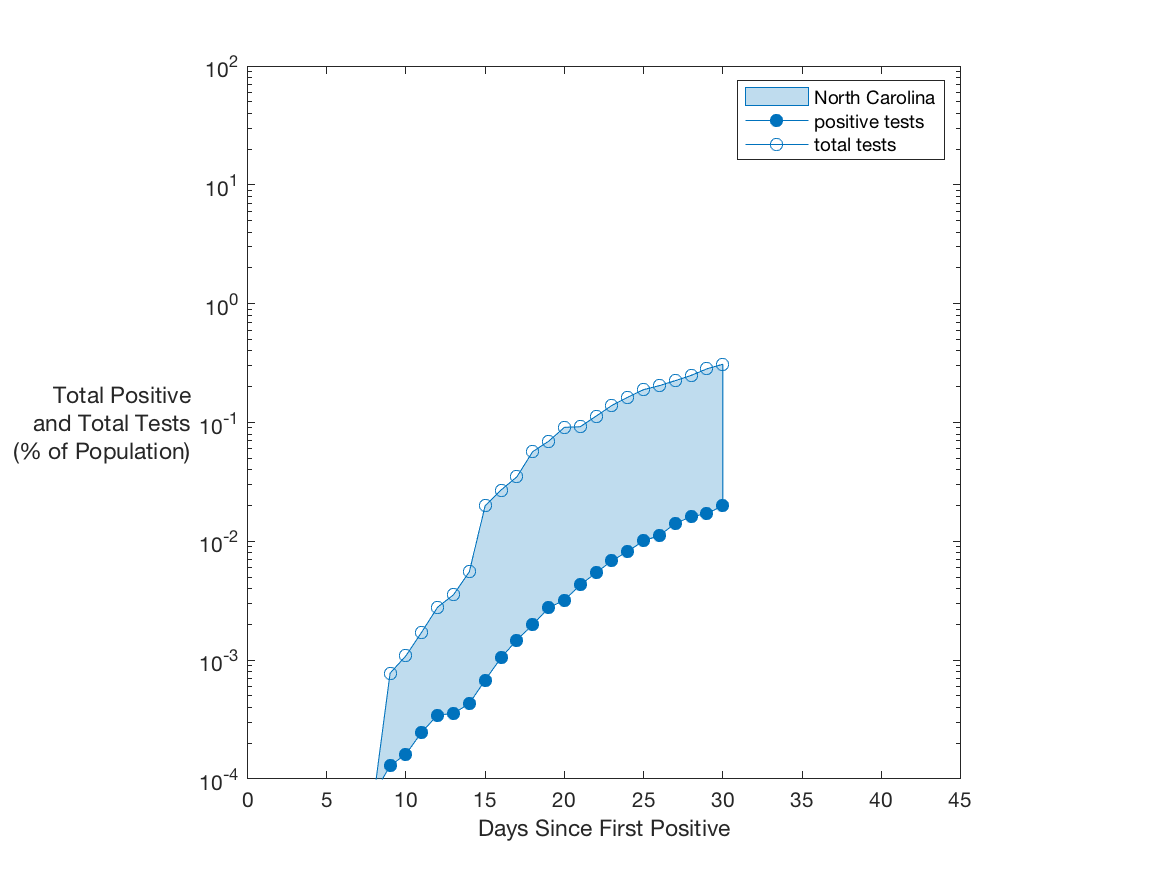 10^2
10^1
10^0
10^-1
10^-2
10^-3
10^-4
Total Positive
and Total Tests
(% of Population)
North Carolina
positive tests
total tests
0 5 10 15 20 25 30 35 40 45
Days Since First Positive